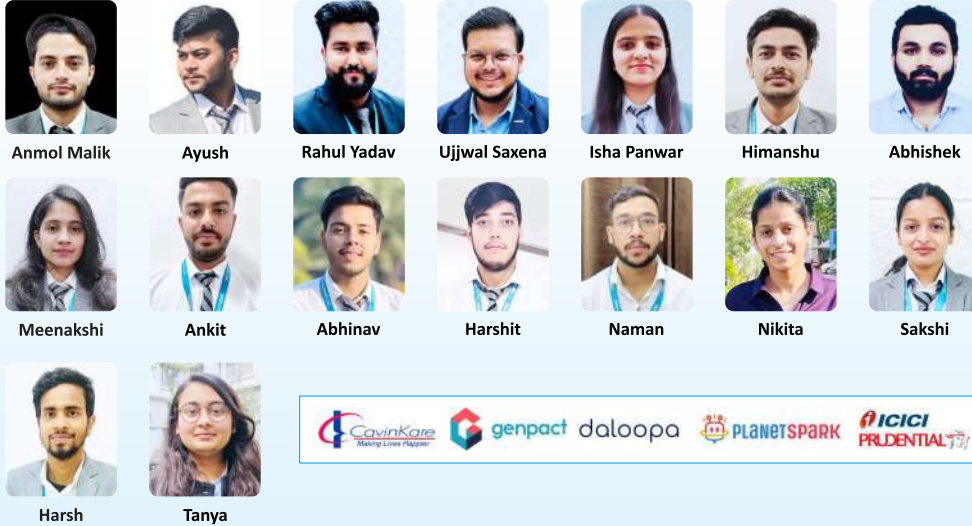 Anmol Malik
Ayush
Rahul Yadav
Ujjwal Saxena
Isha Panwar
Himanshu
Abhishek
Meenakshi
Ankit
Abhinav
Harshit
Naman
Nikita
Sakshi
Harsh
Tanya
CavinKare
Making Lives Happier
genpact
daloopa
PLANETSPARK
ICICI
PRUDENTIAL